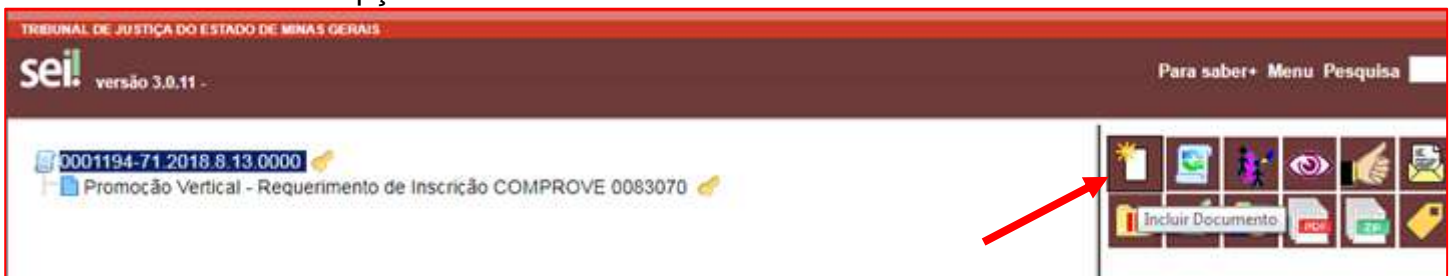 TRIBUNAL DE JUSTIÇA DO ESTADO DE MINAS GERAIS
sei! versão 3.0.11 -
Para saber+ Menu Pesquisa
0001194-71.2018.8.13.0000
Promoção Vertical - Requerimento de Inscrição COMPROVE 0083070
Incluir Documento
PDF
ZIP